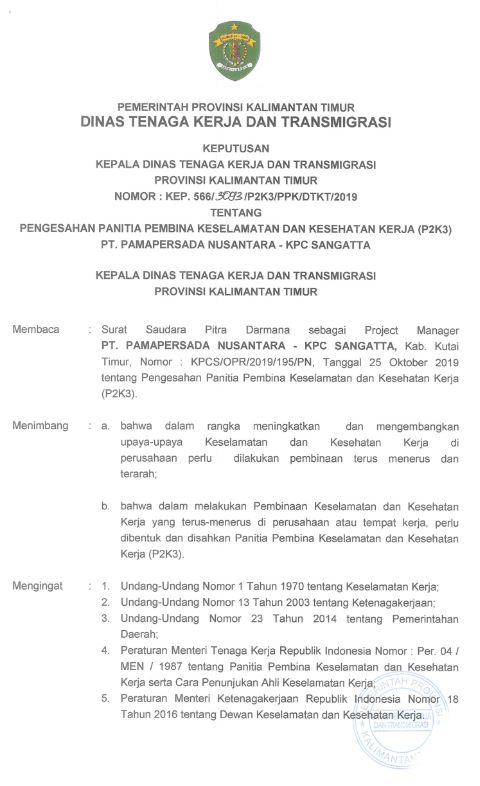 PEMERINTAH PROVINSI KALIMANTAN TIMUR
DINAS TENAGA KERJA DAN TRANSMIGRASI
KEPUTUSAN
KEPALA DINAS TENAGA KERJA DAN TRANSMIGRASI
PROVINSI KALIMANTAN TIMUR
NOMOR : KEP. 566/ /P2K3/PPK/DTKT/2019
TENTANG
PENGESAHAN PANITIA PEMBINA KESELAMATAN DAN KESEHATAN KERJA (P2K3)
PT. PAMAPERSADA NUSANTARA - KPC SANGATTA
KEPALA DINAS TENAGA KERJA DAN TRANSMIGRASI
PROVINSI KALIMANTAN TIMUR
Membaca : Surat Saudara Pitra Darmana sebagai Project Manager
PT. PAMAPERSADA NUSANTARA - KPC SANGATTA, Kab. Kutai
Timur, Nomor : KPCS/OPR/2019/195/PN, Tanggal 25 Oktober 2019
tentang Pengesahan Panitia Pembina Keselamatan dan Kesehatan Kerja
(P2K3).
Menimbang : a. bahwa dalam rangka meningkatkan dan mengembangkan
upaya-upaya Keselamatan dan Kesehatan Kerja di
perusahaan perlu dilakukan pembinaan terus menerus dan
terarah;
b. bahwa dalam melakukan Pembinaan Keselamatan dan Kesehatan
Kerja yang terus-menerus di perusahaan atau tempat kerja, perlu
dibentuk dan disahkan Panitia Pembina Keselamatan dan Kesehatan
Kerja (P2K3).
Mengingat : 1. Undang-Undang Nomor 1 Tahun 1970 tentang Keselamatan Kerja;
2. Undang-Undang Nomor 13 Tahun 2003 tentang Ketenagakerjaan;
3. Undang-Undang Nomor 23 Tahun 2014 tentang Pemerintahan
Daerah;
4. Peraturan Menteri Tenaga Kerja Republik Indonesia Nomor : Per. 04 /
MEN / 1987 tentang Panitia Pembina Keselamatan dan Kesehatan
Kerja serta Cara Penunjukan Ahli Keselamatan Kerja;
5. Peraturan Menteri Ketenagakerjaan Republik Indonesia Nomor 18
Tahun 2016 tentang Dewan Keselamatan dan Kesehatan Kerja.
DAN TRANSMIGRASI